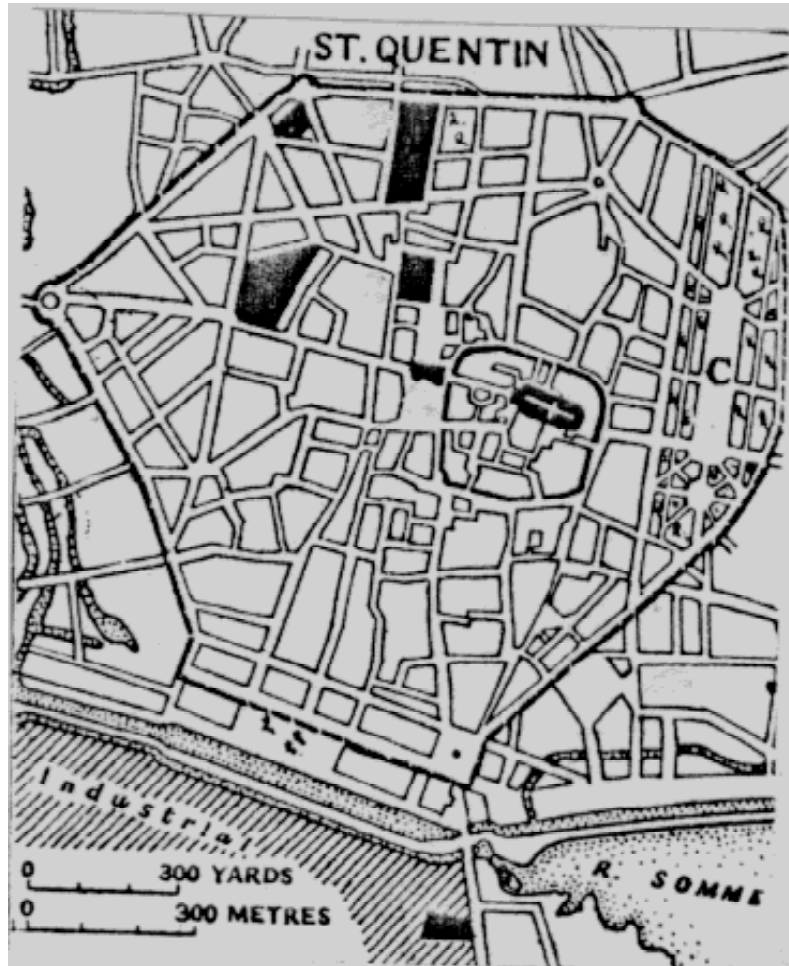 ST. QUENTIN
C
Industrial
R. SOMME
0 300 YARDS
0 300 METRES